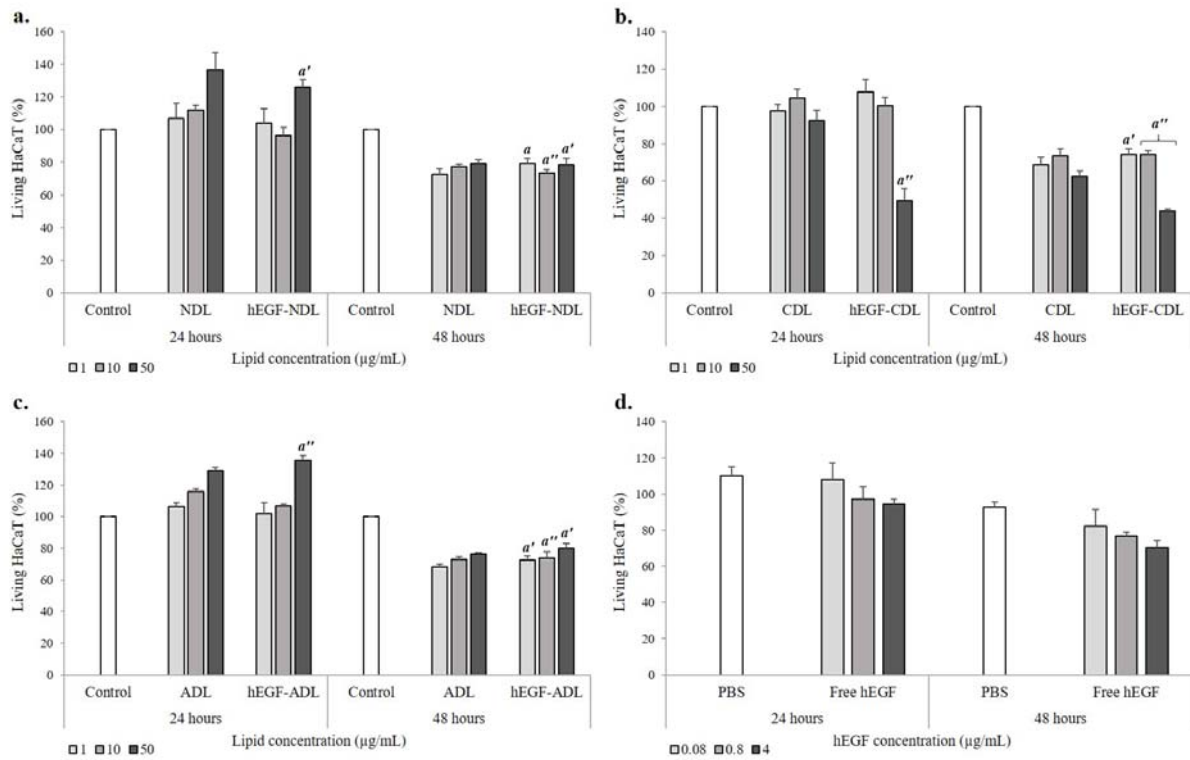 a.
Living HaCaT (%)
160
140
120
100
80
60
40
20
0
a′
a a″ a′
Control NDL hEGF-NDL Control NDL hEGF-NDL
24 hours 48 hours
Lipid concentration (µg/mL)
1 10 50
b.
Living HaCaT (%)
140
120
100
80
60
40
20
0
a″
a′ a″
Control CDL hEGF-CDL Control CDL hEGF-CDL
24 hours 48 hours
Lipid concentration (µg/mL)
1 10 50
c.
Living HaCaT (%)
160
140
120
100
80
60
40
20
0
a″
a′ a″ a′
Control ADL hEGF-ADL Control ADL hEGF-ADL
24 hours 48 hours
Lipid concentration (µg/mL)
1 10 50
d.
Living HaCaT (%)
140
120
100
80
60
40
20
0
PBS Free hEGF PBS Free hEGF
24 hours 48 hours
hEGF concentration (µg/mL)
0.08 0.8 4